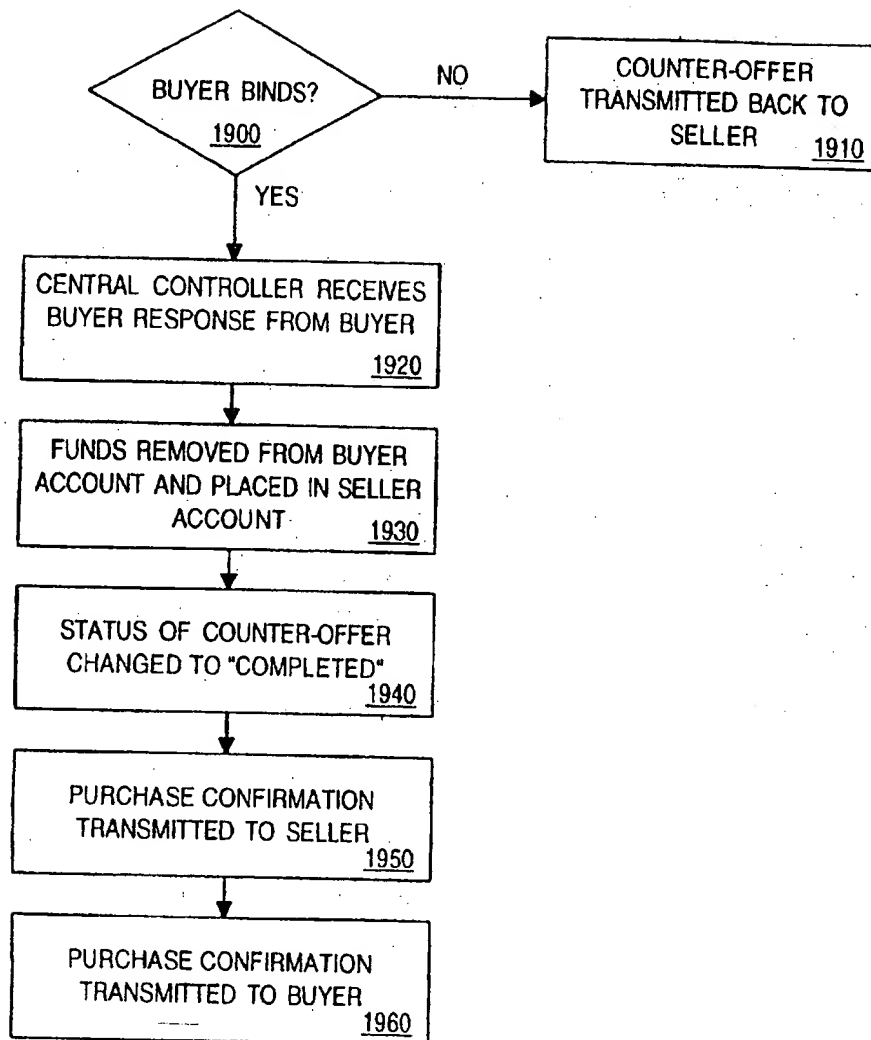 BUYER BINDS?
1900
NO
COUNTER-OFFER
TRANSMITTED BACK TO
SELLER
1910
YES
CENTRAL CONTROLLER RECEIVES
BUYER RESPONSE FROM BUYER
1920
FUNDS REMOVED FROM BUYER
ACCOUNT AND PLACED IN SELLER
ACCOUNT
1930
STATUS OF COUNTER-OFFER
CHANGED TO "COMPLETED"
1940
PURCHASE CONFIRMATION
TRANSMITTED TO SELLER
1950
PURCHASE CONFIRMATION
TRANSMITTED TO BUYER
1960